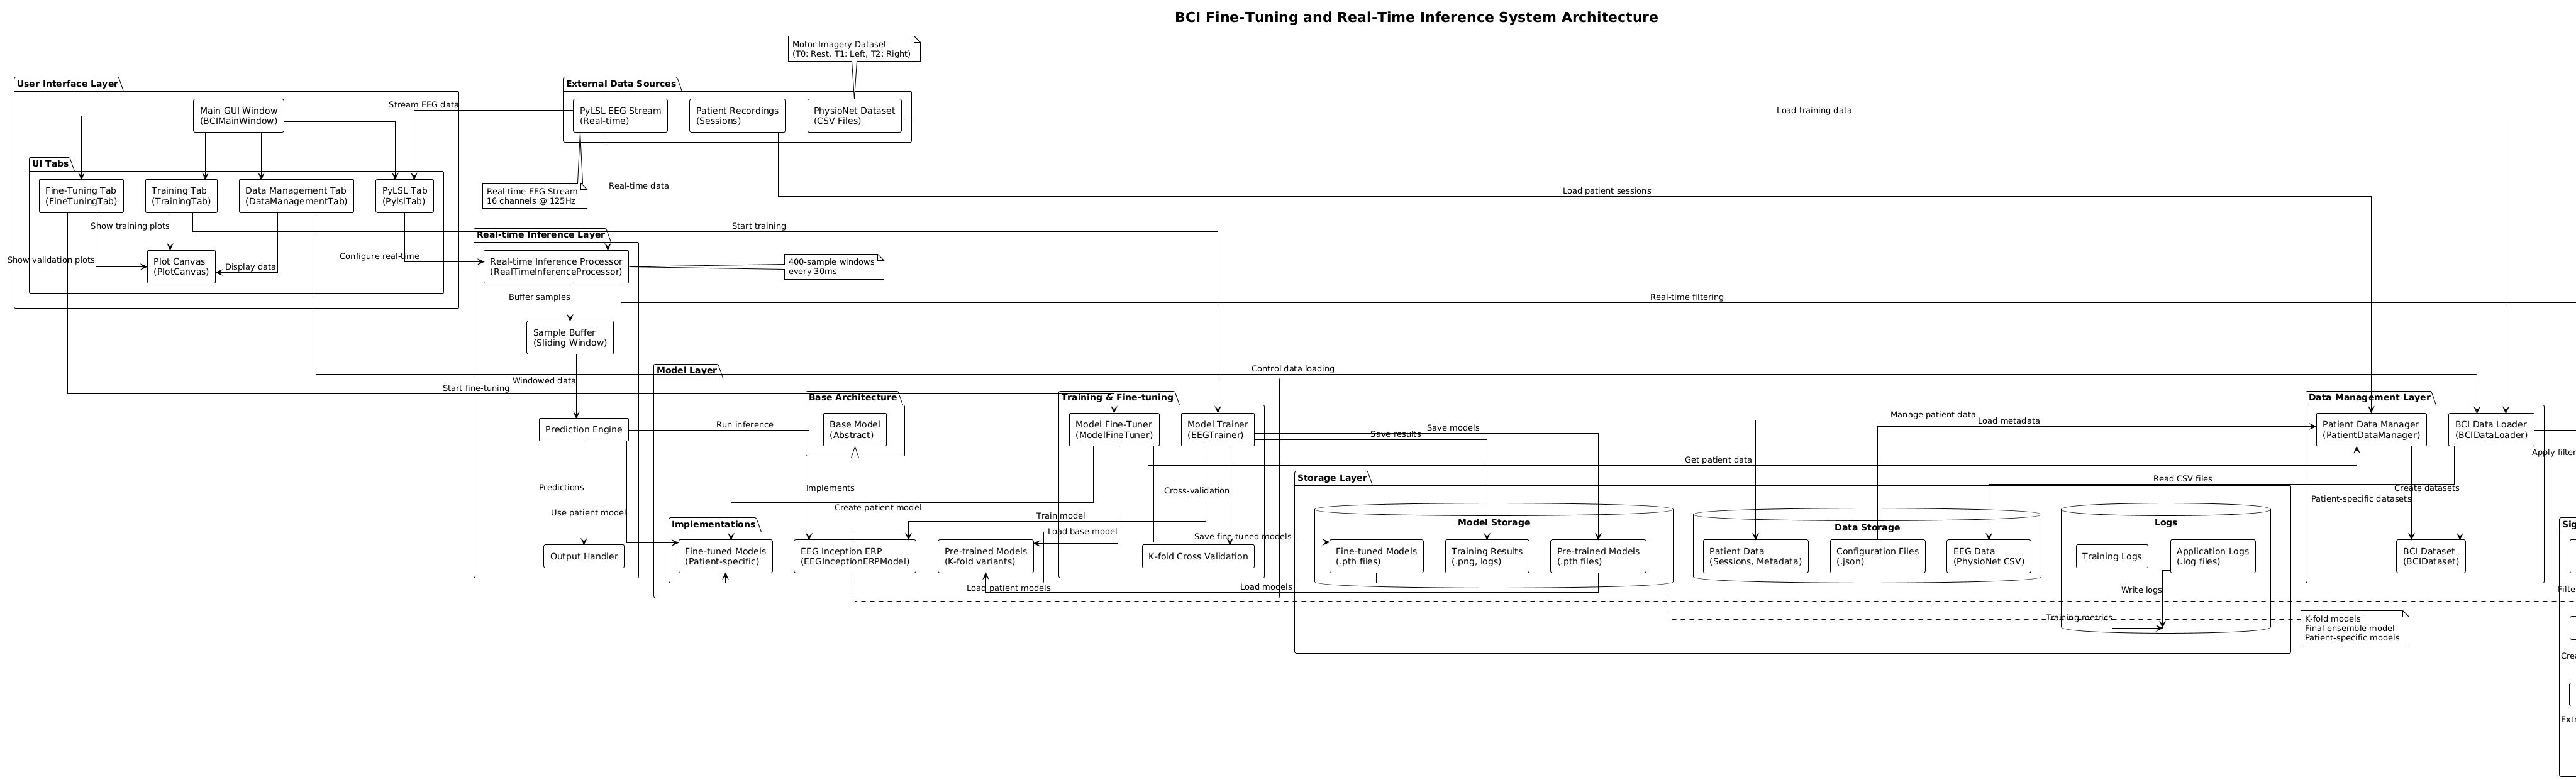 BCI Fine-Tuning and Real-Time Inference System Architecture
Motor Imagery Dataset
(T0: Rest, T1: Left, T2: Right)
User Interface Layer
Main GUI Window
(BCIMainWindow)
Stream EEG data
External Data Sources
PyLSL EEG Stream
(Real-time)
Patient Recordings
(Sessions)
PhysioNet Dataset
(CSV Files)
Load training data
UI Tabs
Fine-Tuning Tab
(FineTuningTab)
Training Tab
(TrainingTab)
Data Management Tab
(DataManagementTab)
PyLSL Tab
(PylslTab)
Real-time EEG Stream
16 channels @ 125Hz
Real-time data
Load patient sessions
Show training plots
Show validation plots
Plot Canvas
(PlotCanvas)
Display data
Configure real-time
Start training
Real-time Inference Layer
Real-time Inference Processor
(RealTimeInferenceProcessor)
400-sample windows
every 30ms
Buffer samples
Real-time filtering
Sample Buffer
(Sliding Window)
Windowed data
Start fine-tuning
Control data loading
Prediction Engine
Run inference
Predictions
Use patient model
Output Handler
Model Layer
Base Architecture
Base Model
(Abstract)
Implements
Training & Fine-tuning
Model Fine-Tuner
(ModelFineTuner)
Model Trainer
(EEGTrainer)
Cross-validation
Create patient model
Train model
Load base model
Implementations
Fine-tuned Models
(Patient-specific)
EEG Inception ERP
(EEGInceptionERPModel)
Pre-trained Models
(K-fold variants)
K-fold Cross Validation
Save models
Save results
Get patient data
Save fine-tuned models
Load patient models
Load models
Storage Layer
Model Storage
Fine-tuned Models
(.pth files)
Training Results
(.png, logs)
Pre-trained Models
(.pth files)
Data Storage
Patient Data
(Sessions, Metadata)
Configuration Files
(.json)
EEG Data
(PhysioNet CSV)
Logs
Training Logs
Application Logs
(.log files)
Write logs
Training metrics
Manage patient data
Load metadata
Read CSV files
Data Management Layer
Patient Data Manager
(PatientDataManager)
BCI Data Loader
(BCIDataLoader)
Apply filter
Create datasets
Patient-specific datasets
BCI Dataset
(BCIDataset)
K-fold models
Final ensemble model
Patient-specific models